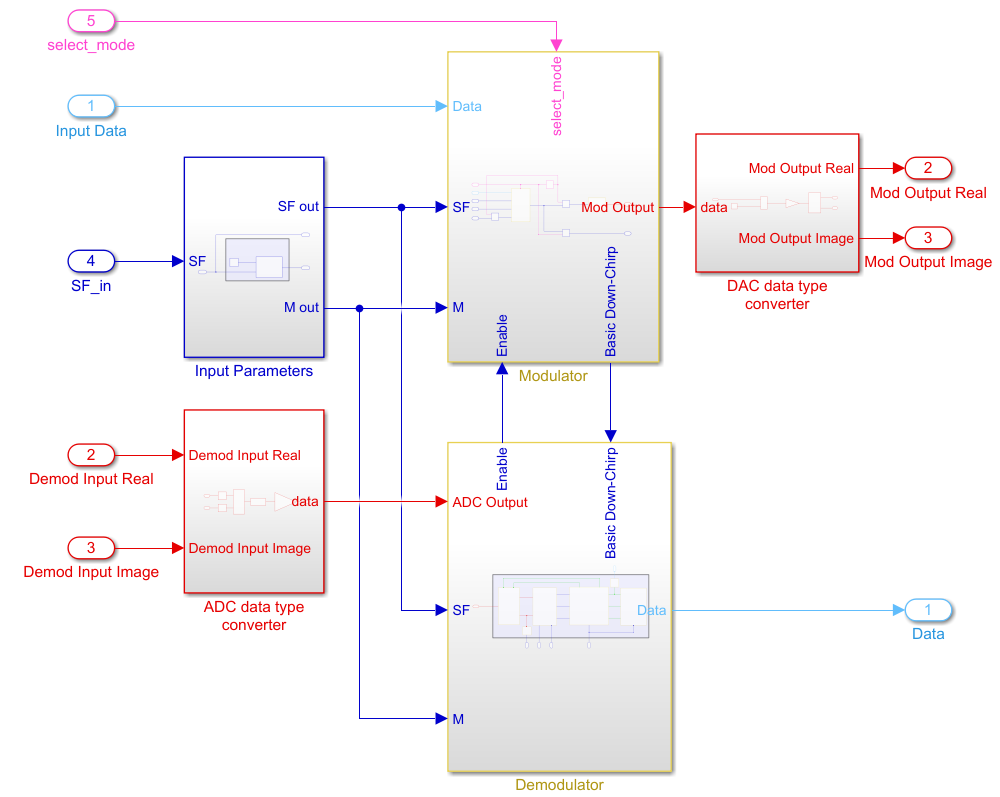 5
select_mode
select_mode
1
Input Data
Data
SF out
SF
4
SF_in
SF
M out
M
Input Parameters
Mod Output
Enable
Basic Down-Chirp
Modulator
data
Mod Output Real
Mod Output Image
DAC data type
converter
2
Mod Output Real
3
Mod Output Image
2
Demod Input Real
3
Demod Input Image
Demod Input Real
data
Demod Input Image
ADC data type
converter
Enable
Basic Down-Chirp
ADC Output
SF
Data
M
Demodulator
1
Data